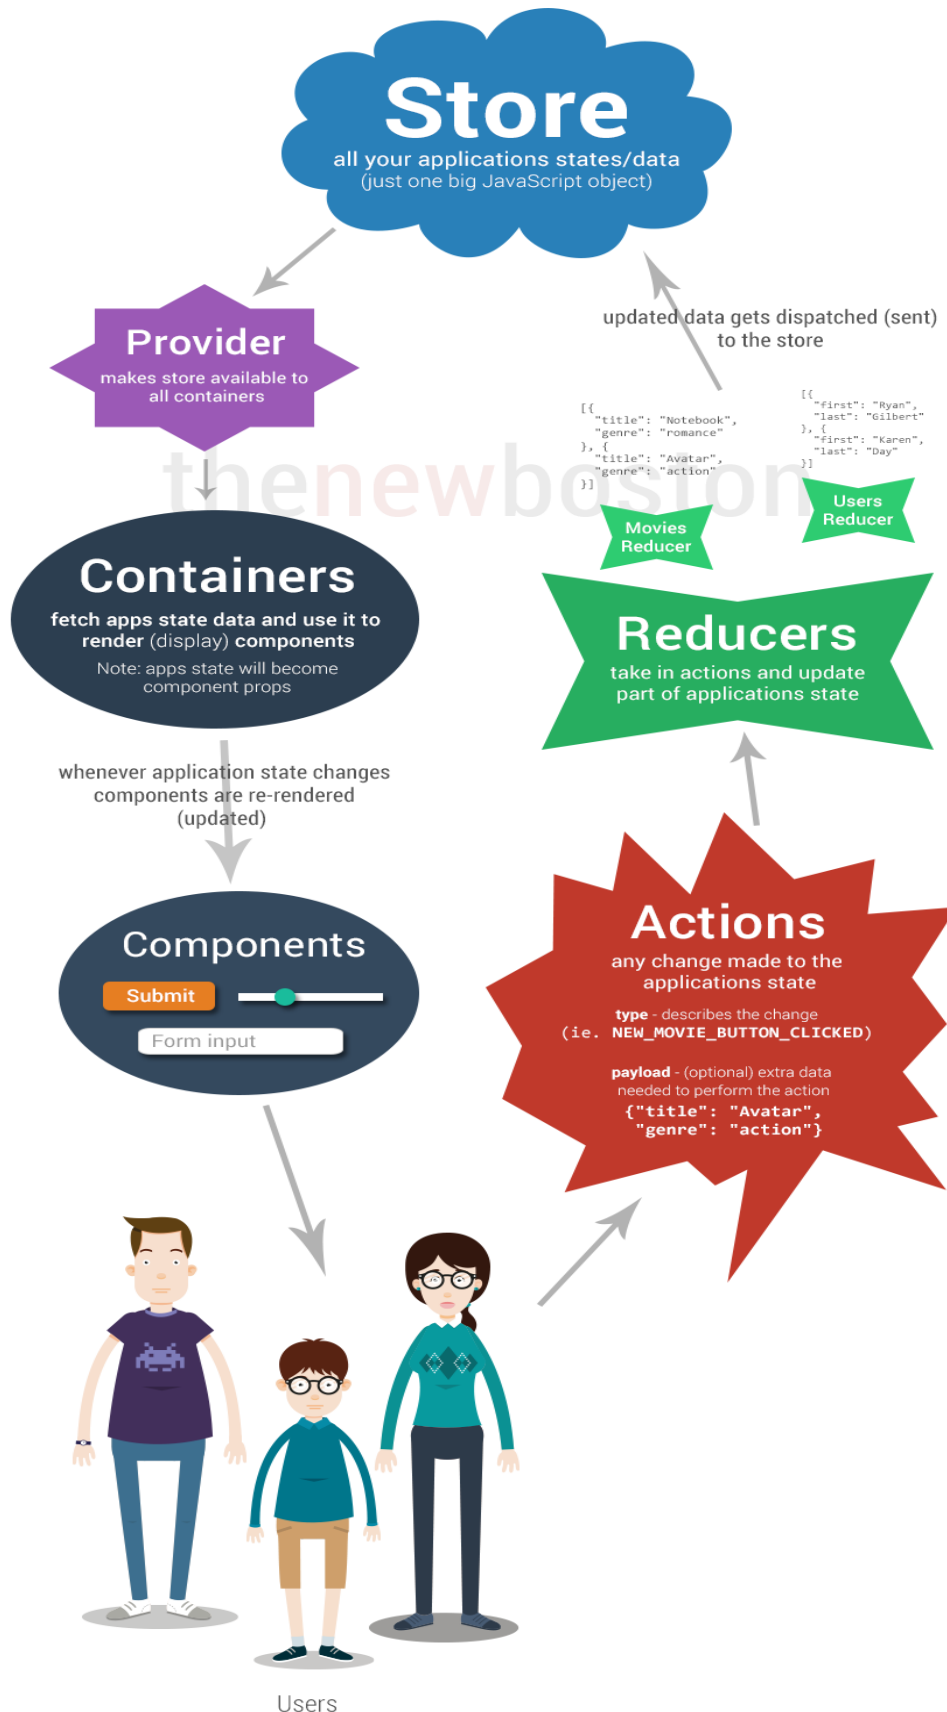 Store
all your applications states/data
(just one big JavaScript object)
Provider
makes store available to
all containers
updated data gets dispatched (sent)
to the store
[{
"title": "Notebook",
"genre": "romance"
}, {
"title": "Avatar",
"genre": "action"
}]
[{
"first": "Ryan",
"last": "Gilbert"
}, {
"first": "Karen",
"last": "Day"
}]
thenewboston
Movies
Reducer
Users
Reducer
Containers
fetch apps state data and use it to
render (display) components
Note: apps state will become
component props
Reducers
take in actions and update
part of applications state
whenever application state changes
components are re-rendered
(updated)
Components
Submit
Form input
Actions
any change made to the
applications state
type - describes the change
(ie. NEW_MOVIE_BUTTON_CLICKED)
payload - (optional) extra data
needed to perform the action
{"title": "Avatar",
"genre": "action"}
Users